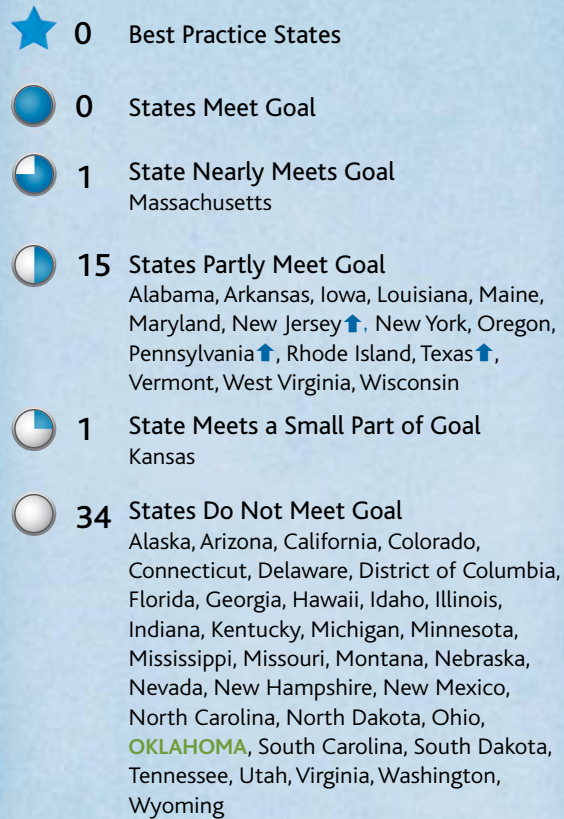 0 Best Practice States
0 States Meet Goal
1 State Nearly Meets Goal
Massachusetts
15 States Partly Meet Goal
Alabama, Arkansas, Iowa, Louisiana, Maine,
Maryland, New Jersey⬆, New York, Oregon,
Pennsylvania⬆, Rhode Island, Texas⬆,
Vermont, West Virginia, Wisconsin
1 State Meets a Small Part of Goal
Kansas
34 States Do Not Meet Goal
Alaska, Arizona, California, Colorado,
Connecticut, Delaware, District of Columbia,
Florida, Georgia, Hawaii, Idaho, Illinois,
Indiana, Kentucky, Michigan, Minnesota,
Mississippi, Missouri, Montana, Nebraska,
Nevada, New Hampshire, New Mexico,
North Carolina, North Dakota, Ohio,
OKLAHOMA, South Carolina, South Dakota,
Tennessee, Utah, Virginia, Washington,
Wyoming